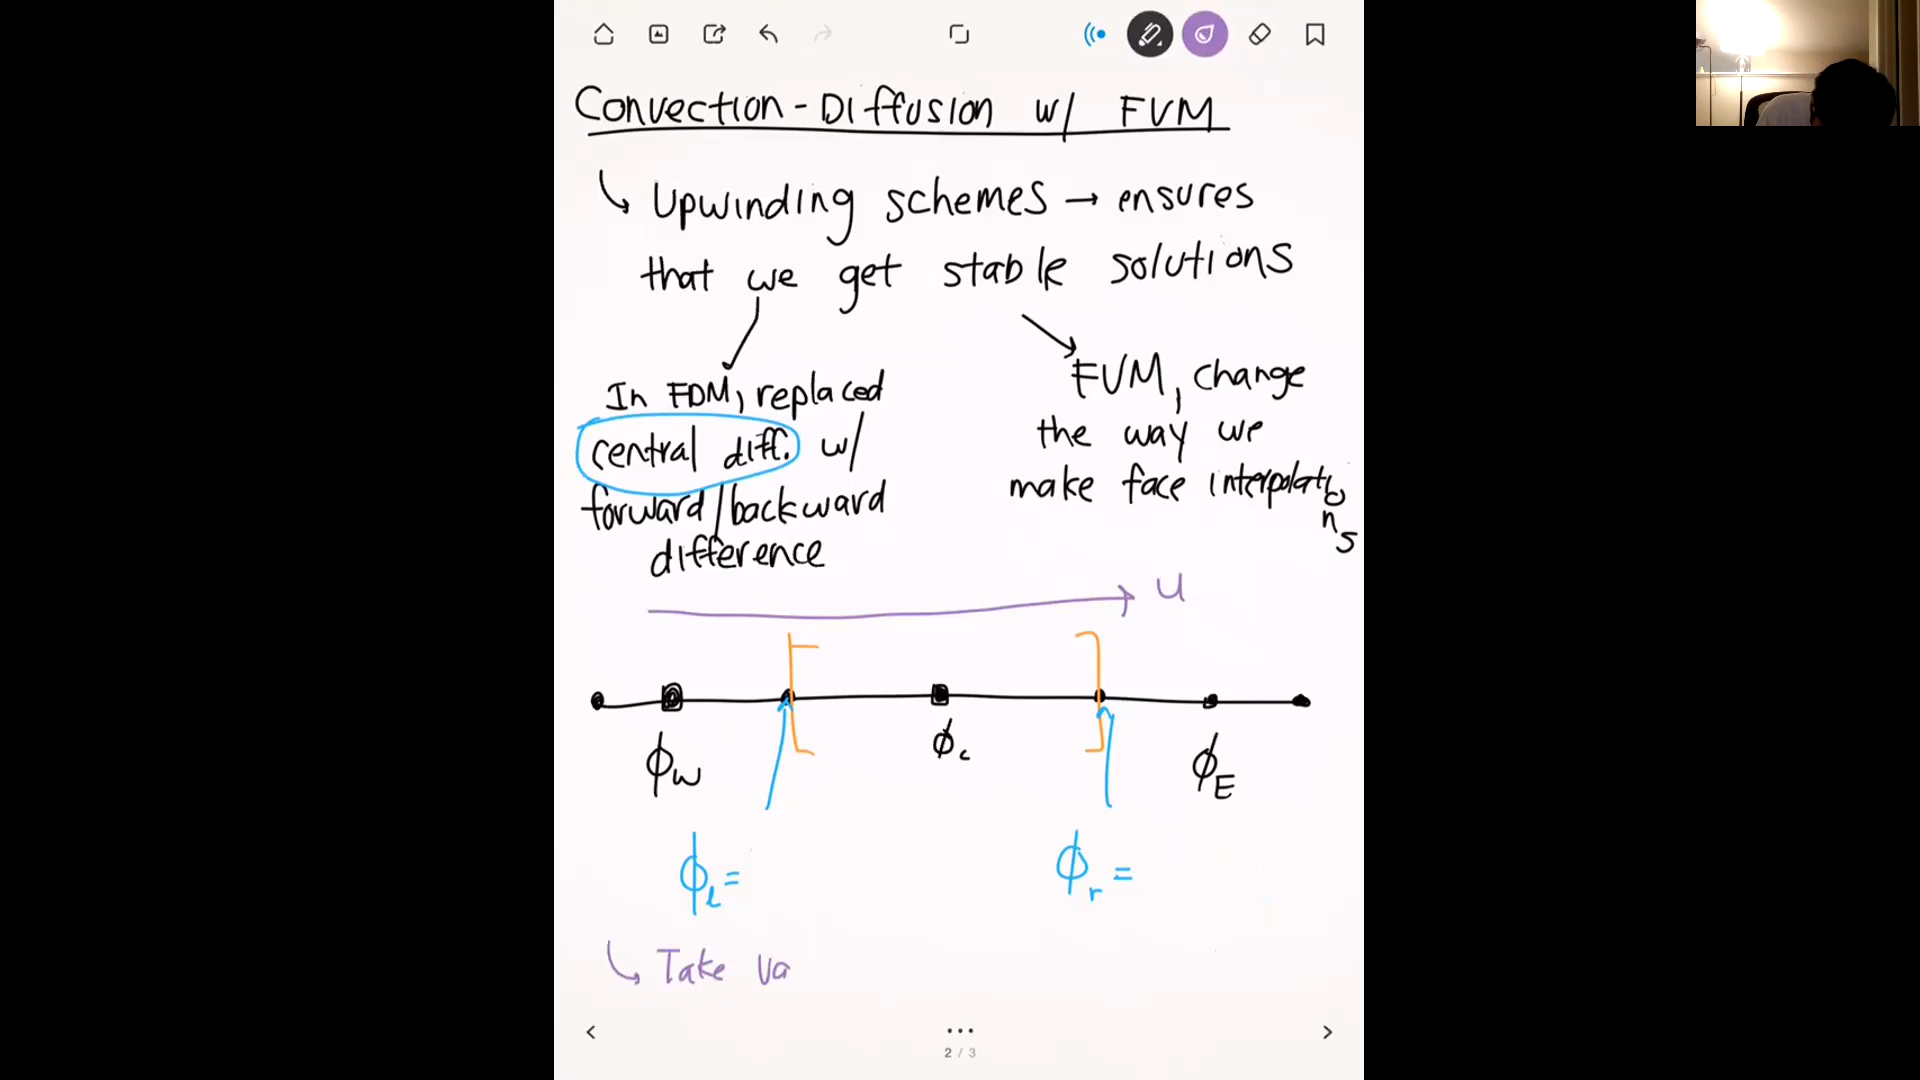 Convection-Diffusion w/ FVM
Upwinding schemes → ensures
that we get stable solutions
In FDM, replaced
central diff. w/
forward/backward
difference
FVM, change
the way we
make face interpolations
u
ϕw
ϕc
ϕE
ϕl =
ϕr =
Take va
2 / 3